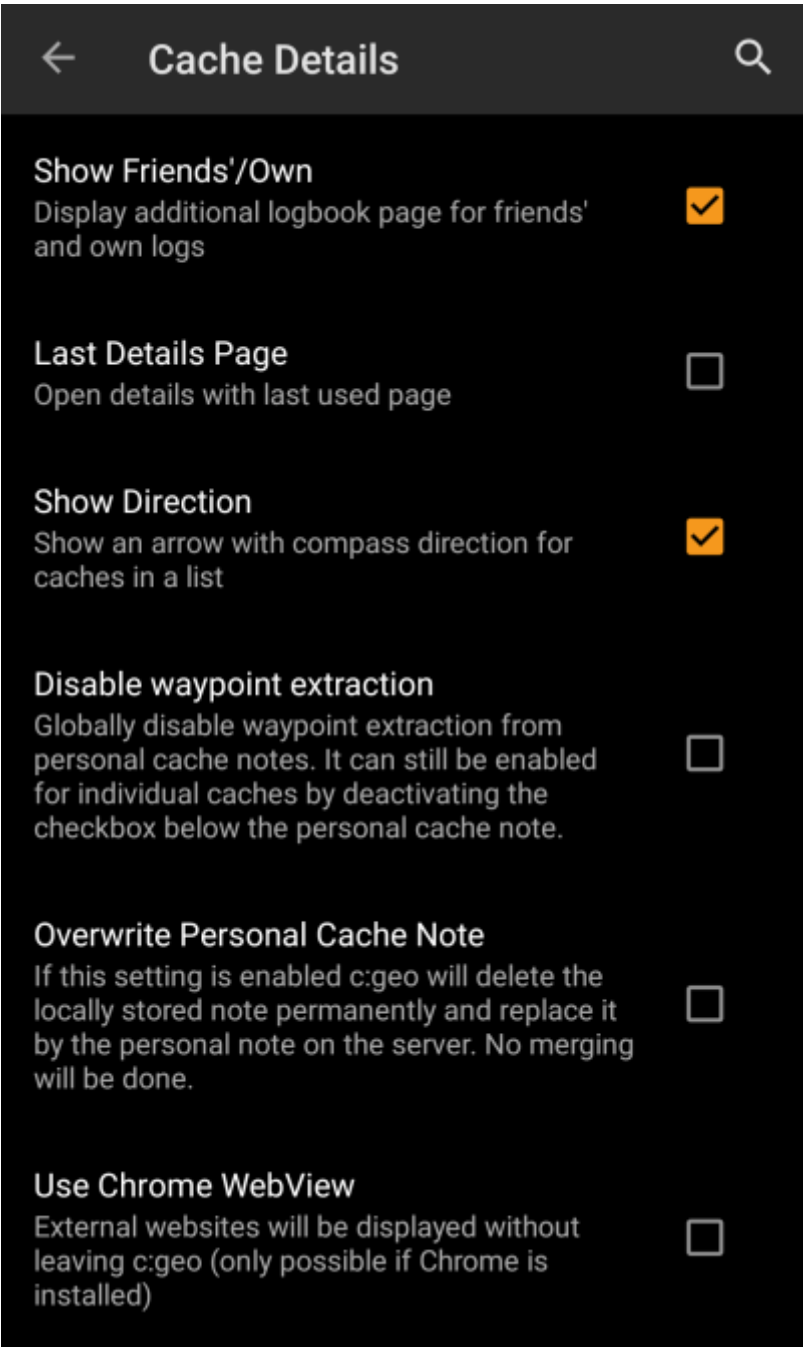 Cache Details
Show Friends'/Own
Display additional logbook page for friends'
and own logs
Last Details Page
Open details with last used page
Show Direction
Show an arrow with compass direction for
caches in a list
Disable waypoint extraction
Globally disable waypoint extraction from
personal cache notes. It can still be enabled
for individual caches by deactivating the
checkbox below the personal cache note.
Overwrite Personal Cache Note
If this setting is enabled c:geo will delete the
locally stored note permanently and replace it
by the personal note on the server. No merging
will be done.
Use Chrome WebView
External websites will be displayed without
leaving c:geo (only possible if Chrome is
installed)